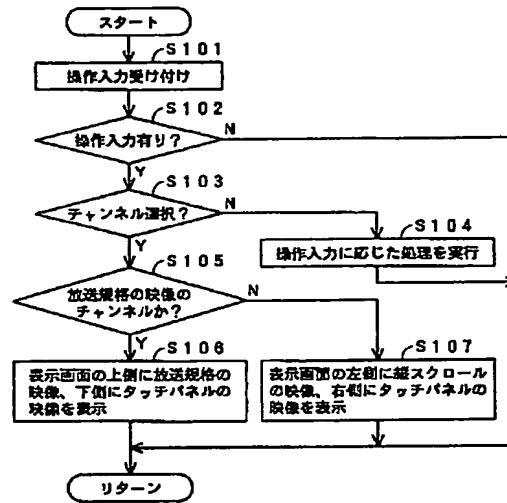 スタート
S101
操作入力受け付け
S102
操作入力有り?
N
Y
S103
チャンネル選択?
N
Y
S104
操作入力に応じた処理を実行
S105
放送規格の映像の
チャンネルか?
N
Y
S106
表示画面の上側に放送規格の
映像、下側にタッチパネルの
映像を表示
S107
表示画面の左側に縦スクロール
の映像、右側にタッチパネルの
映像を表示
リターン